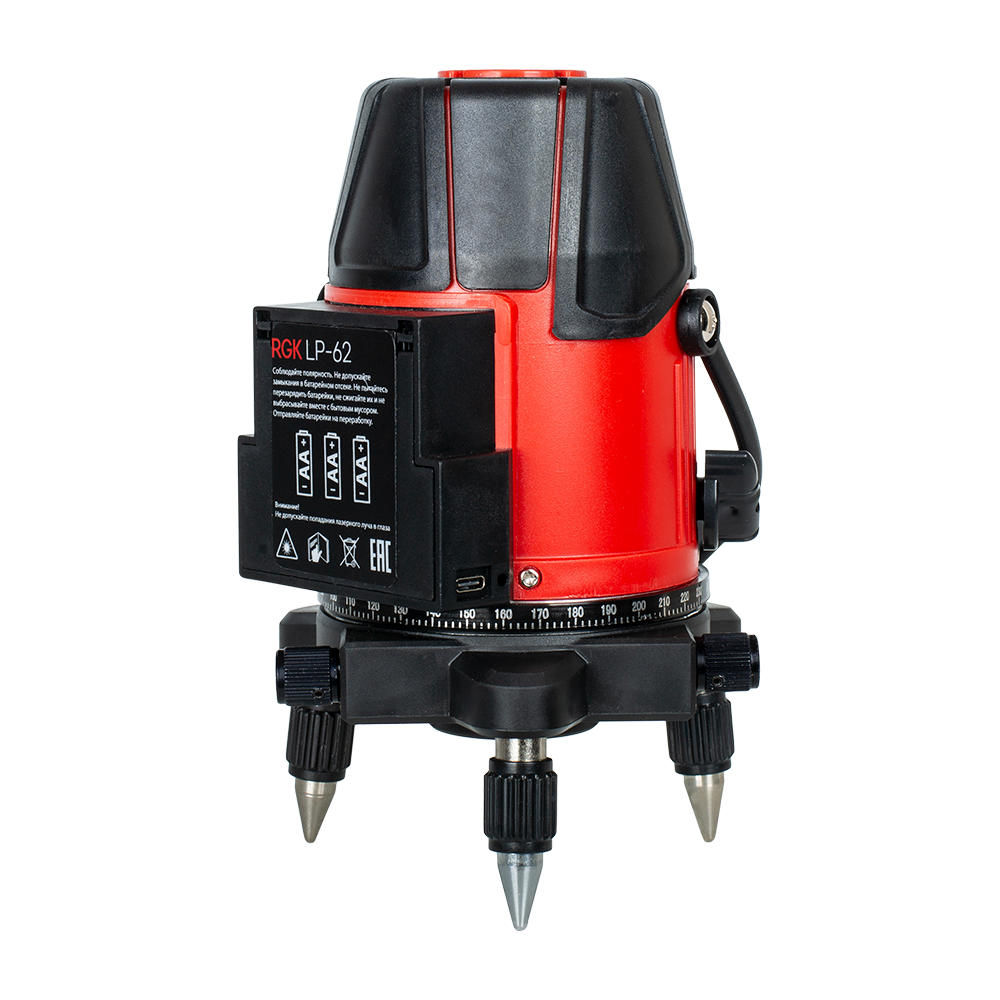 RGK LP-62
Соблюдайте полярность. Не допускайте
замыкания в батарейном отсеке. Не пытайтесь
перезарядить батарейки, не сжигайте их и не
выбрасывайте вместе с бытовым мусором.
Отправляйте батарейки на переработку.
- AA +
- AA +
- AA +
Внимание!
Не допускайте попадания лазерного луча в глаза
EAC
110 120 130 140 150 160 170 180 190 200 210 220